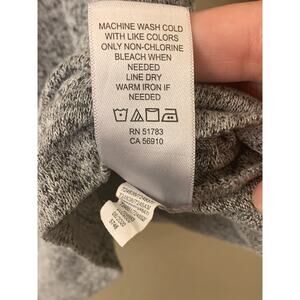 MACHINE WASH COLD
WITH LIKE COLORS
ONLY NON-CHLORINE
BLEACH WHEN
NEEDED
LINE DRY
WARM IRON IF
NEEDED
RN 51783
CA 56910